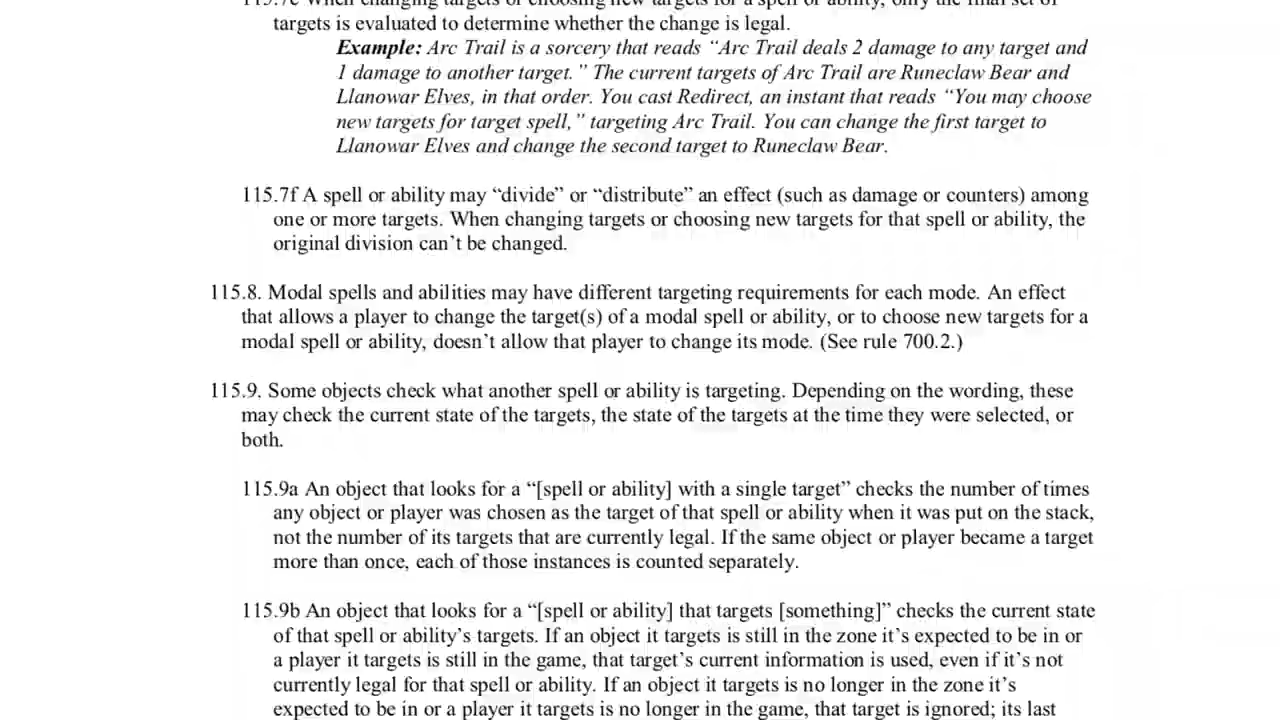 115.7e When changing targets or choosing new targets for a spell or ability, only the final set of
targets is evaluated to determine whether the change is legal.
Example: Arc Trail is a sorcery that reads “Arc Trail deals 2 damage to any target and
1 damage to another target.” The current targets of Arc Trail are Runeclaw Bear and
Llanowar Elves, in that order. You cast Redirect, an instant that reads “You may choose
new targets for target spell,” targeting Arc Trail. You can change the first target to
Llanowar Elves and change the second target to Runeclaw Bear.
115.7f A spell or ability may “divide” or “distribute” an effect (such as damage or counters) among
one or more targets. When changing targets or choosing new targets for that spell or ability, the
original division can’t be changed.
115.8. Modal spells and abilities may have different targeting requirements for each mode. An effect
that allows a player to change the target(s) of a modal spell or ability, or to choose new targets for a
modal spell or ability, doesn’t allow that player to change its mode. (See rule 700.2.)
115.9. Some objects check what another spell or ability is targeting. Depending on the wording, these
may check the current state of the targets, the state of the targets at the time they were selected, or
both.
115.9a An object that looks for a “[spell or ability] with a single target” checks the number of times
any object or player was chosen as the target of that spell or ability when it was put on the stack,
not the number of its targets that are currently legal. If the same object or player became a target
more than once, each of those instances is counted separately.
115.9b An object that looks for a “[spell or ability] that targets [something]” checks the current state
of that spell or ability’s targets. If an object it targets is still in the zone it’s expected to be in or
a player it targets is still in the game, that target’s current information is used, even if it’s not
currently legal for that spell or ability. If an object it targets is no longer in the zone it’s
expected to be in or a player it targets is no longer in the game, that target is ignored; its last